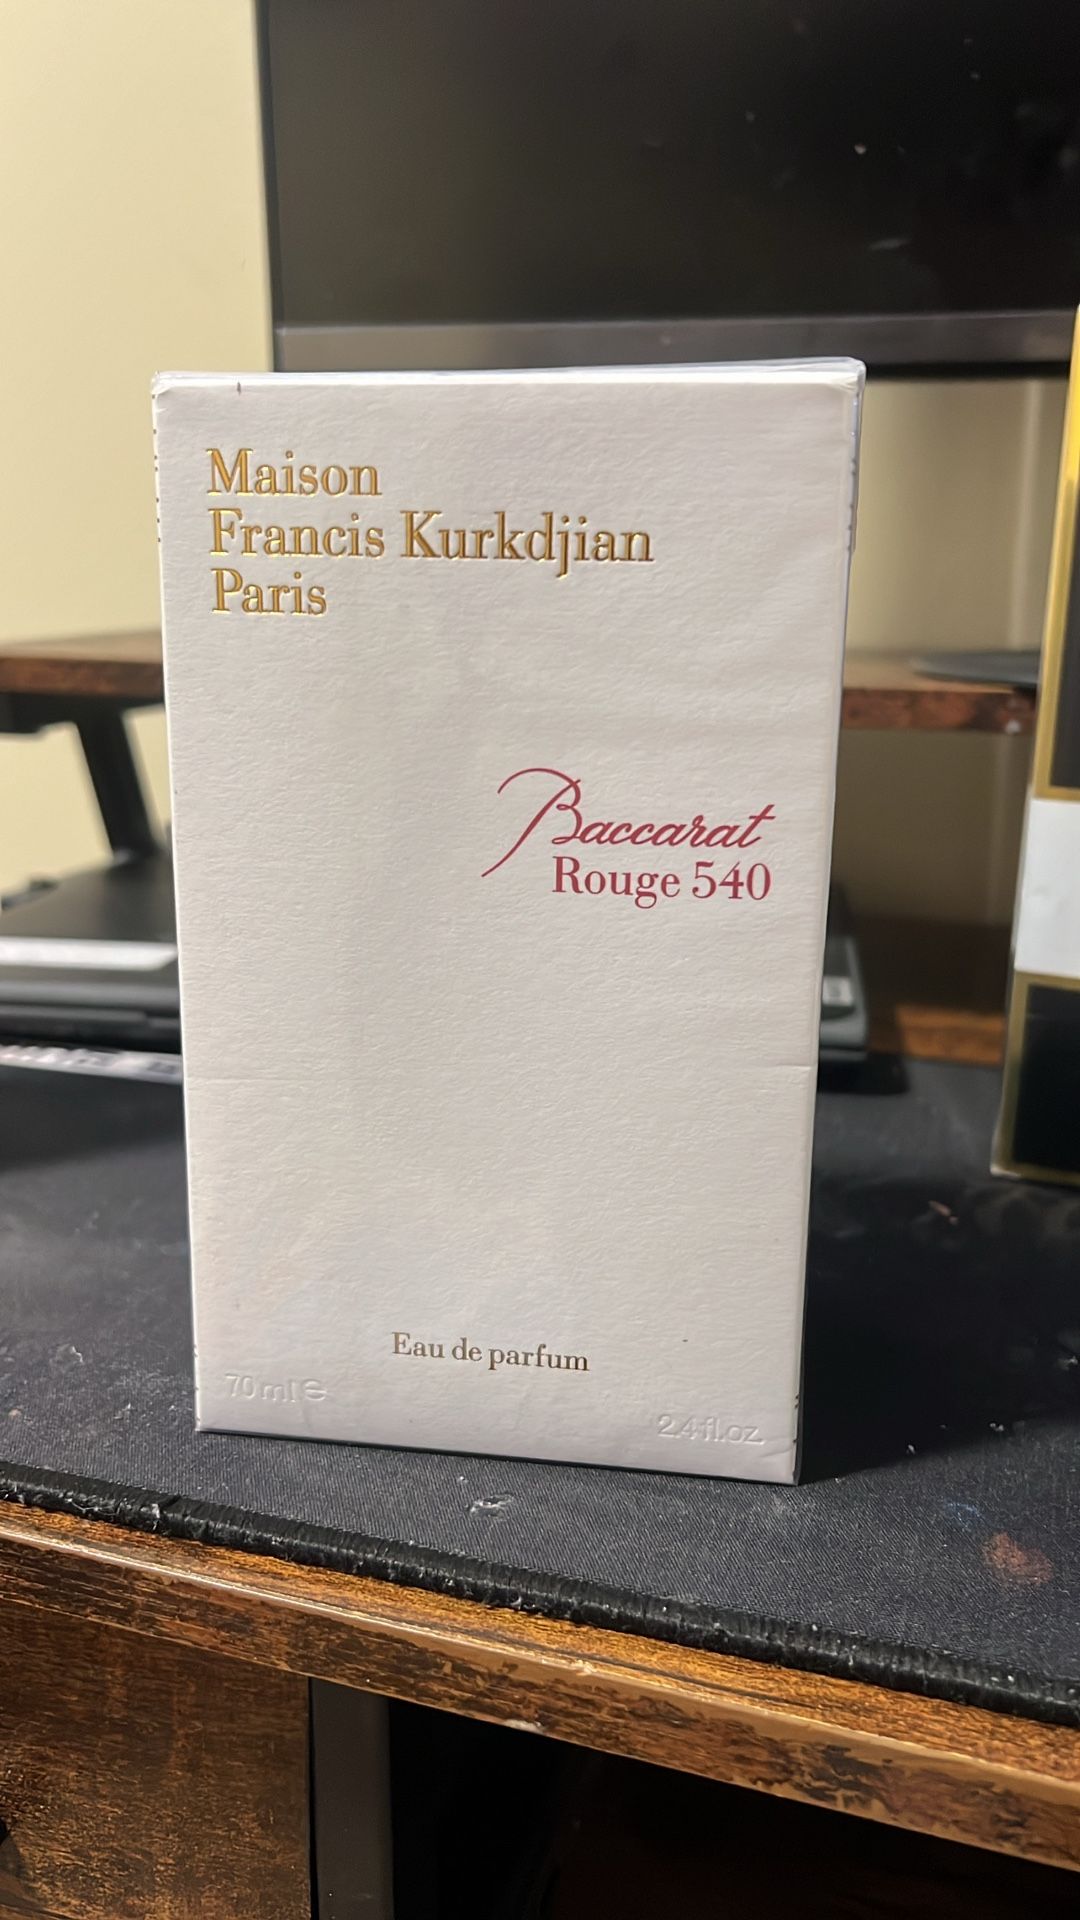 Maison
Francis Kurkdjian
Paris
Baccarat
Rouge 540
Eau de parfum
70 ml ℮
2.4 fl.oz.